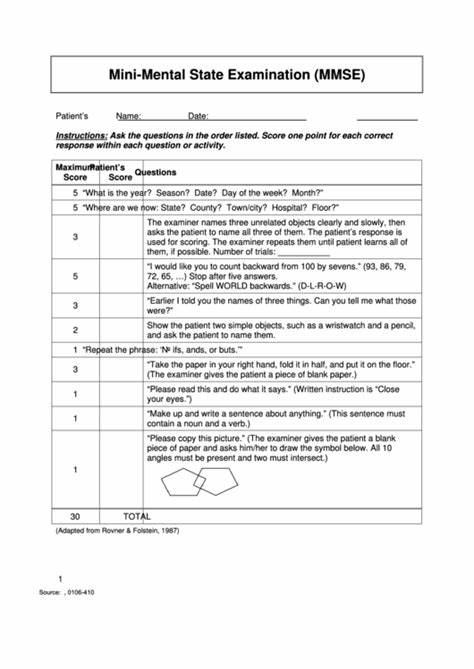 Mini-Mental State Examination (MMSE)
Patient's Name: Date:
Instructions: Ask the questions in the order listed. Score one point for each correct
response within each question or activity.
Maximum Patient's Questions
Score Score
5 “What is the year? Season? Date? Day of the week? Month?”
5 “Where are we now: State? County? Town/city? Hospital? Floor?”
The examiner names three unrelated objects clearly and slowly, then
asks the patient to name all three of them. The patient's response is
3 used for scoring. The examiner repeats them until patient learns all of
them, if possible. Number of trials: ___________
“I would like you to count backward from 100 by sevens.” (93, 86, 79,
5 72, 65, …) Stop after five answers.
Alternative: “Spell WORLD backwards.” (D-L-R-O-W)
3 “Earlier I told you the names of three things. Can you tell me what those
were?”
2 Show the patient two simple objects, such as a wristwatch and a pencil,
and ask the patient to name them.
1 “Repeat the phrase: ‘№ ifs, ands, or buts.’”
3 “Take the paper in your right hand, fold it in half, and put it on the floor.”
(The examiner gives the patient a piece of blank paper.)
1 “Please read this and do what it says.” (Written instruction is “Close
your eyes.”)
1 “Make up and write a sentence about anything.” (This sentence must
contain a noun and a verb.)
“Please copy this picture.” (The examiner gives the patient a blank
piece of paper and asks him/her to draw the symbol below. All 10
angles must be present and two must intersect.)
1
30 TOTAL
(Adapted from Rovner & Folstein, 1987)
1
Source: , 0106-410